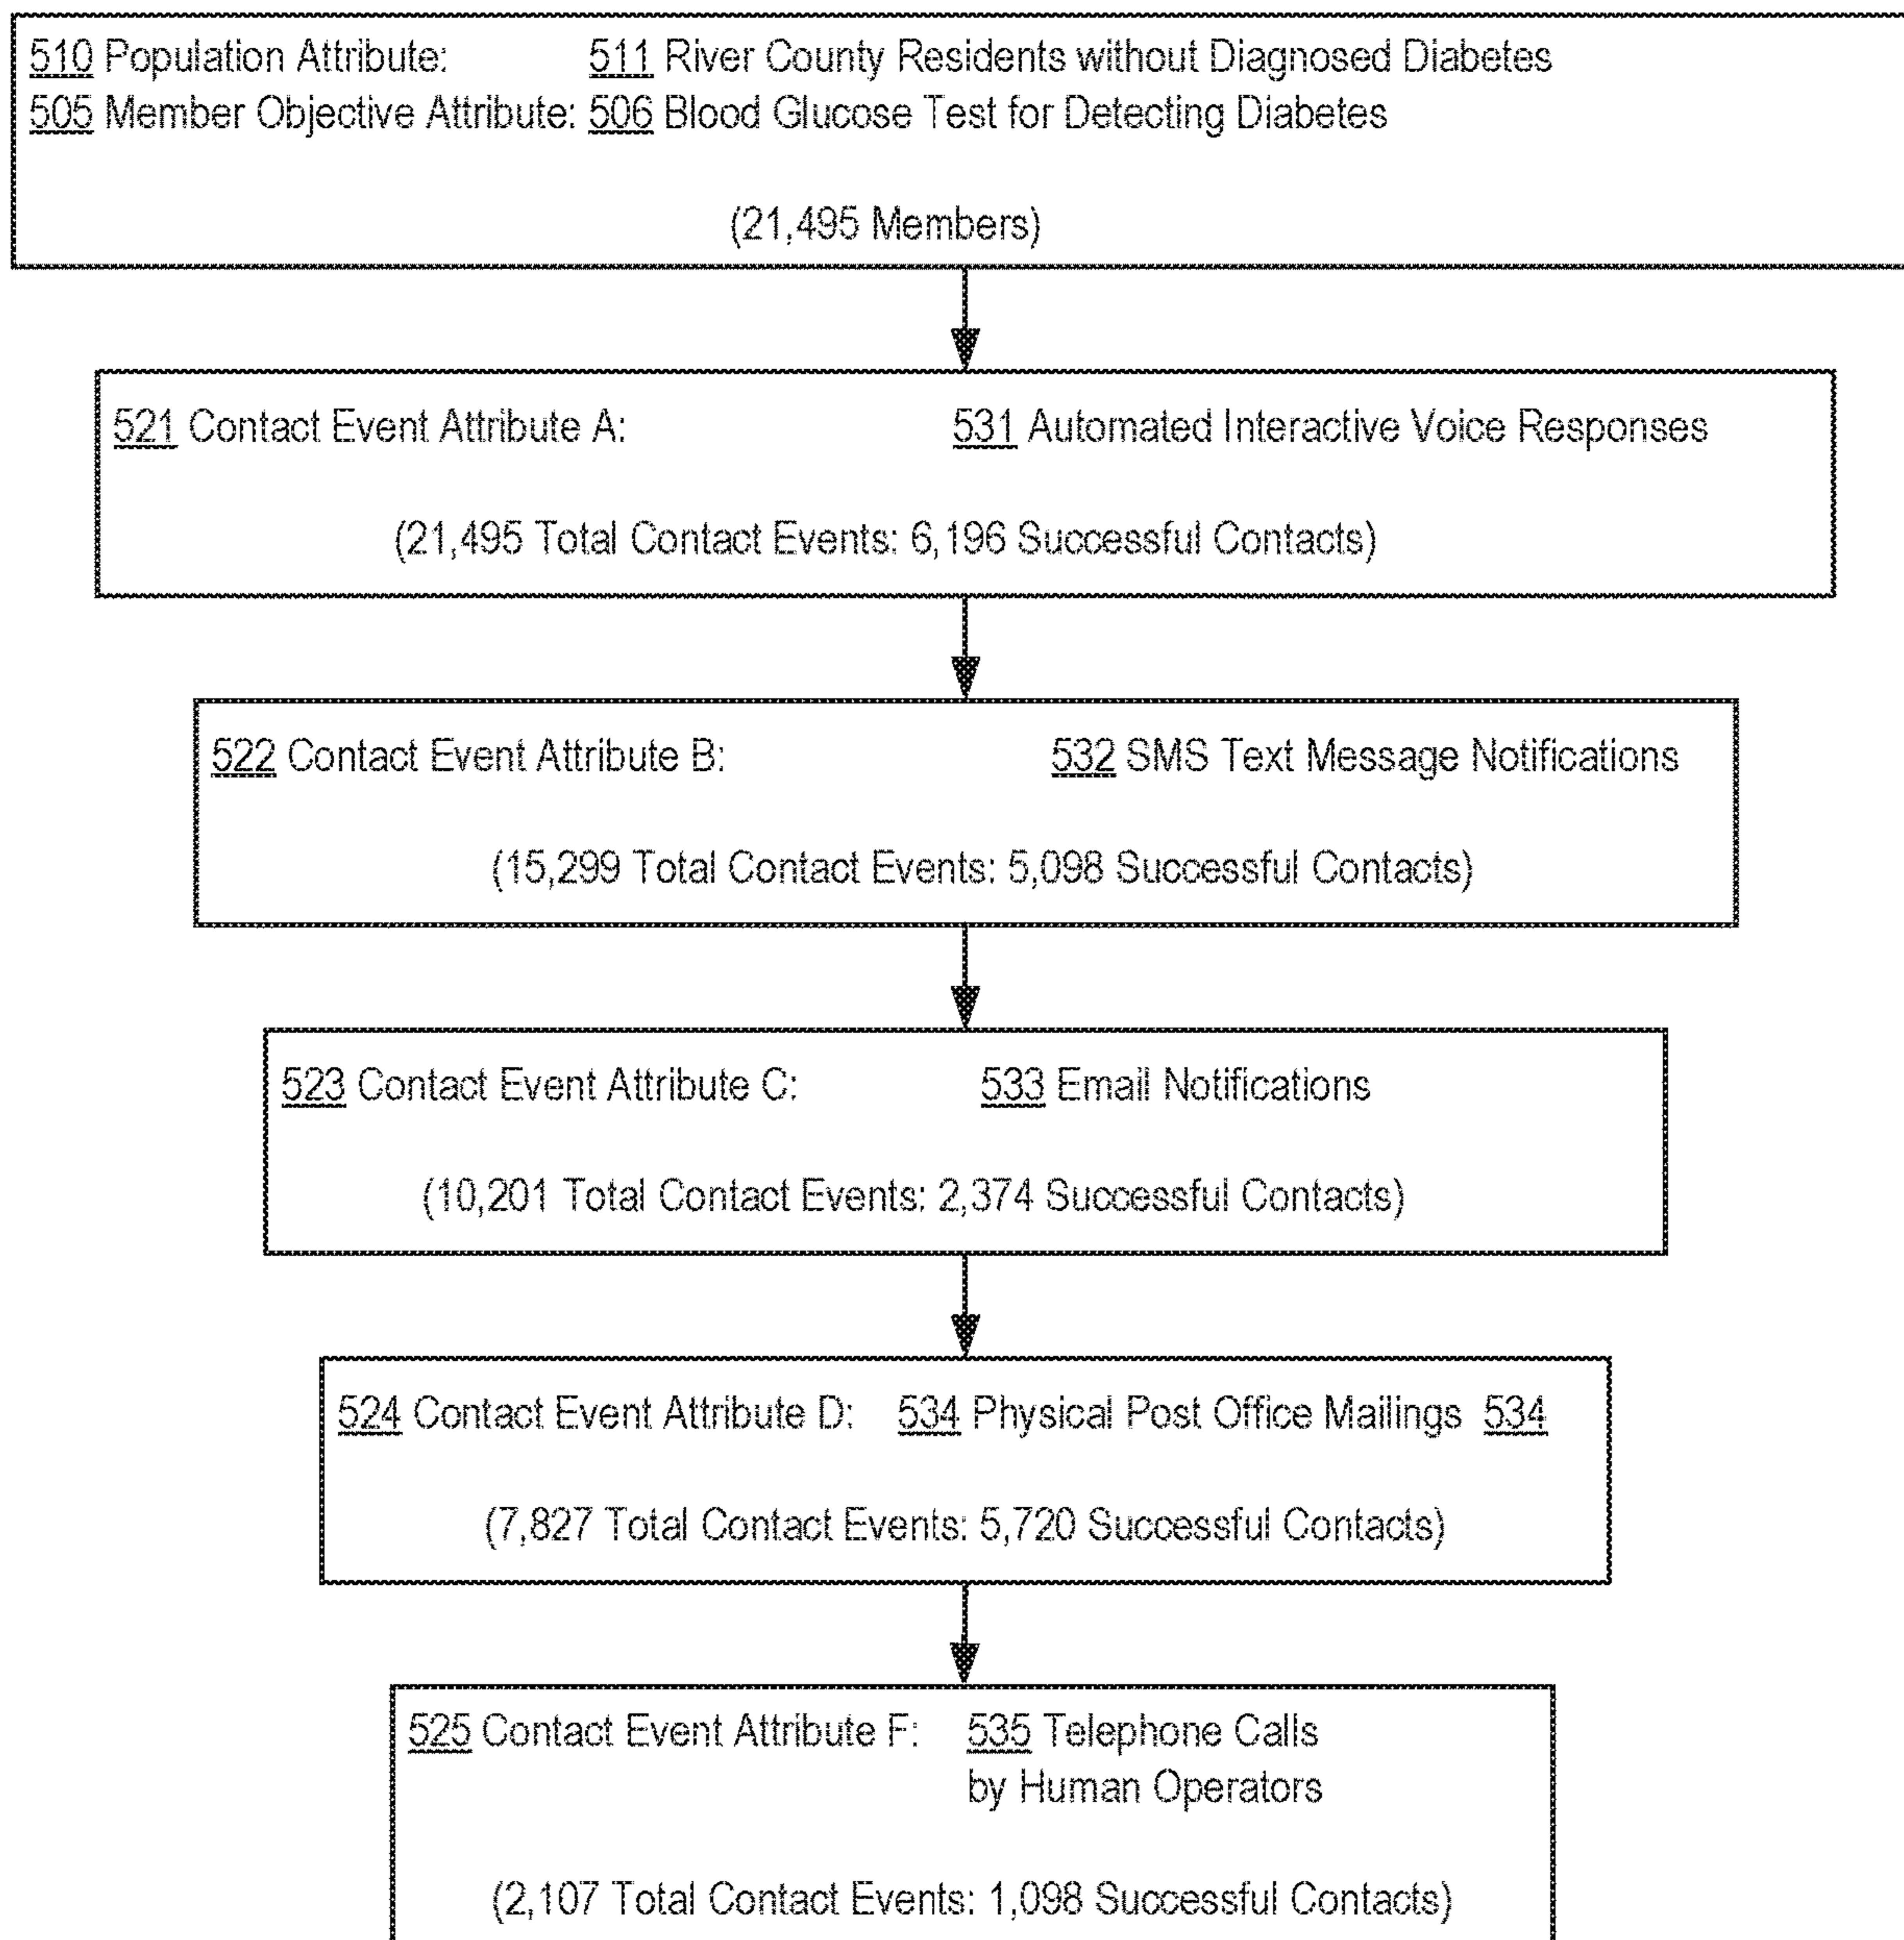 510 Population Attribute: 511 River County Residents without Diagnosed Diabetes
505 Member Objective Attribute: 506 Blood Glucose Test for Detecting Diabetes
(21,495 Members)
521 Contact Event Attribute A: 531 Automated Interactive Voice Responses
(21,495 Total Contact Events: 6,196 Successful Contacts)
522 Contact Event Attribute B: 532 SMS Text Message Notifications
(15,299 Total Contact Events: 5,098 Successful Contacts)
523 Contact Event Attribute C: 533 Email Notifications
(10,201 Total Contact Events: 2,374 Successful Contacts)
524 Contact Event Attribute D: 534 Physical Post Office Mailings 534
(7,827 Total Contact Events: 5,720 Successful Contacts)
525 Contact Event Attribute F: 535 Telephone Calls
by Human Operators
(2,107 Total Contact Events: 1,098 Successful Contacts)